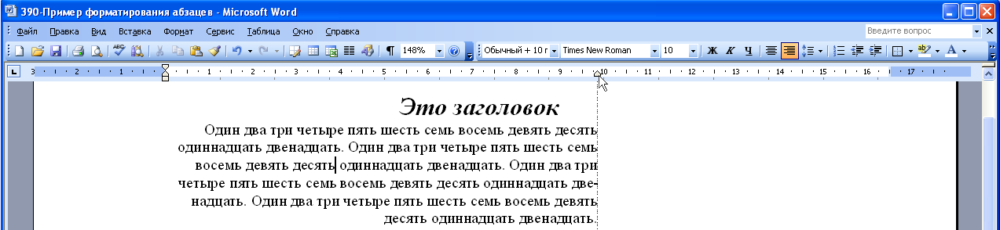 390-Пример форматирования абзацев - Microsoft Word
Файл Правка Вид Вставка Формат Сервис Таблица Окно Справка Введите вопрос
148% Обычный + 10 г Times New Roman 10 Ж К Ч
3 2 1 1 2 3 4 5 6 7 8 9 10 11 12 13 14 15 16 17
Это заголовок
Один два три четыре пять шесть семь восемь девять десять
одиннадцать двенадцать. Один два три четыре пять шесть семь
восемь девять десять одиннадцать двенадцать. Один два три
четыре пять шесть семь восемь девять десять одиннадцать две-
надцать. Один два три четыре пять шесть семь восемь девять
десять одиннадцать двенадцать.